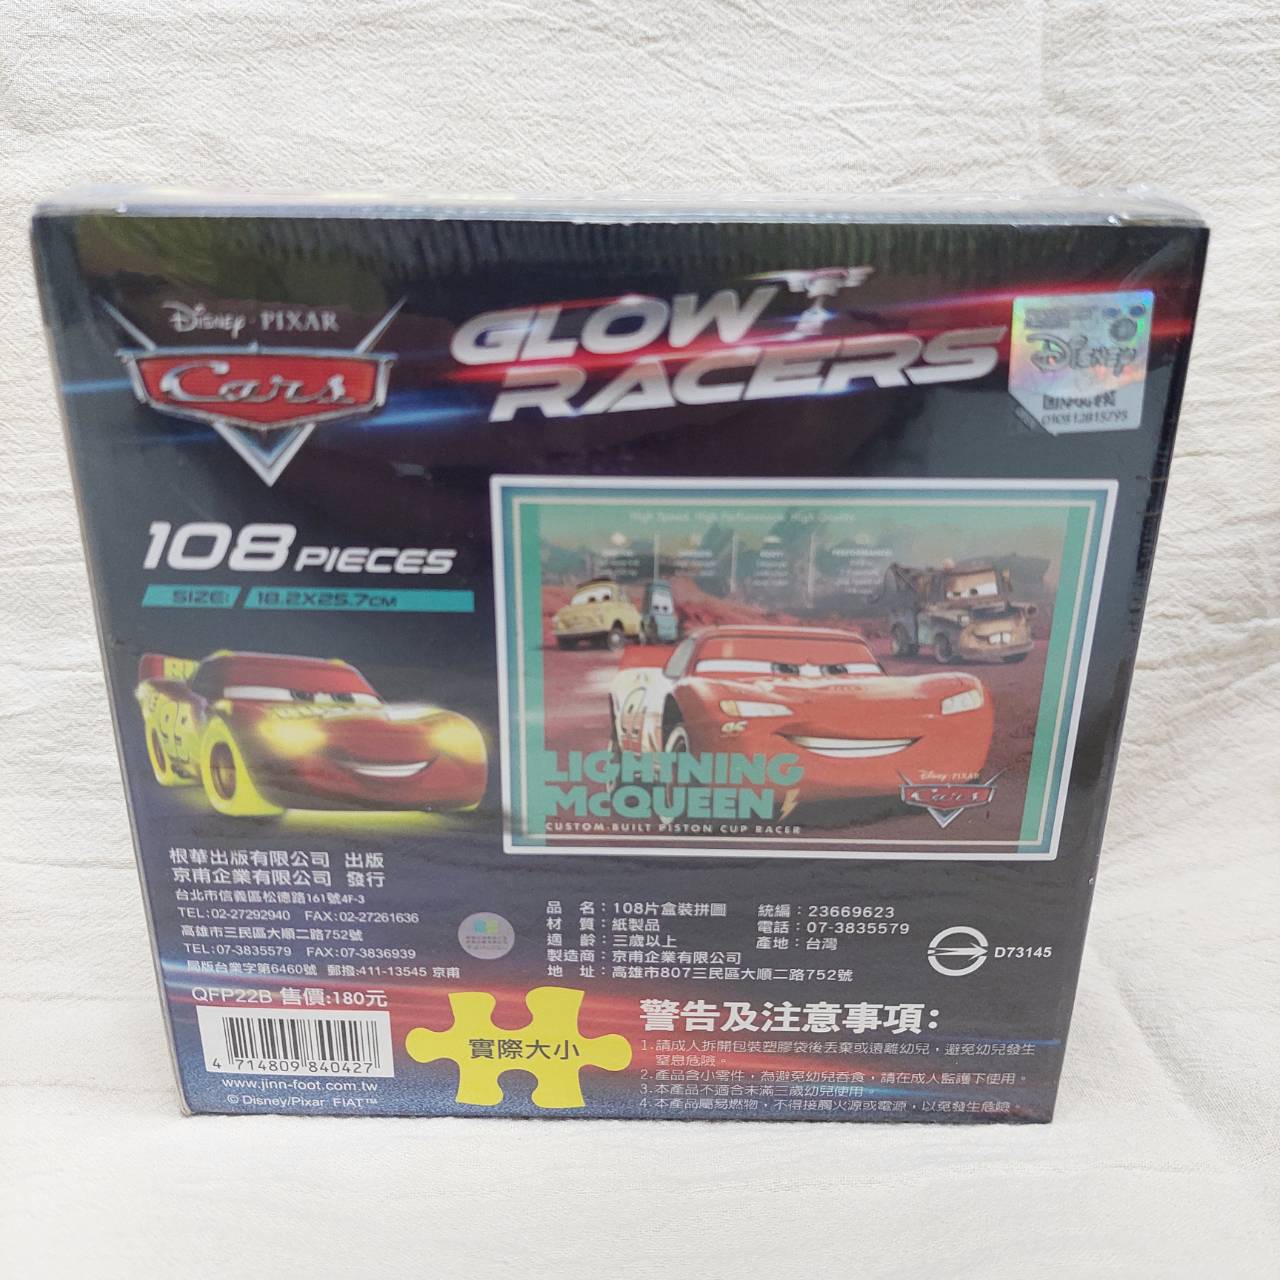 Disney · PIXAR
Cars
GLOW
RACERS
Disney
108 PIECES
SIZE: 18.2X25.7CM
High Speed. High Performance. High Quality
LIGHTNING
McQUEEN
CUSTOM-BUILT PISTON CUP RACER
Disney · PIXAR
Cars
95
根華出版有限公司 出版
京甫企業有限公司 發行
台北市信義區松德路161號4F-3
TEL:02-27292940 FAX:02-27261636
高雄市三民區大順二路752號
TEL:07-3835579 FAX:07-3836939
局版台業字第6460號 郵撥:411-13545 京甫
QFP22B 售價:180元
4 714809 840427
www.jinn-foot.com.tw
© Disney/Pixar FIAT™
實際大小
品 名：108片盒裝拼圖 統編：23669623
材 質：紙製品 電話：07-3835579
適 齡：三歲以上 產地：台灣
製造商：京甫企業有限公司
地 址：高雄市807三民區大順二路752號
D73145
警告及注意事項：
1.請成人拆開包裝塑膠袋後丟棄或遠離幼兒，避免幼兒發生
窒息危險。
2.產品含小零件，為避免幼兒吞食，請在成人監護下使用。
3.本產品不適合未滿三歲幼兒使用。
4.本產品屬易燃物，不得接觸火源或電源，以免發生危險。